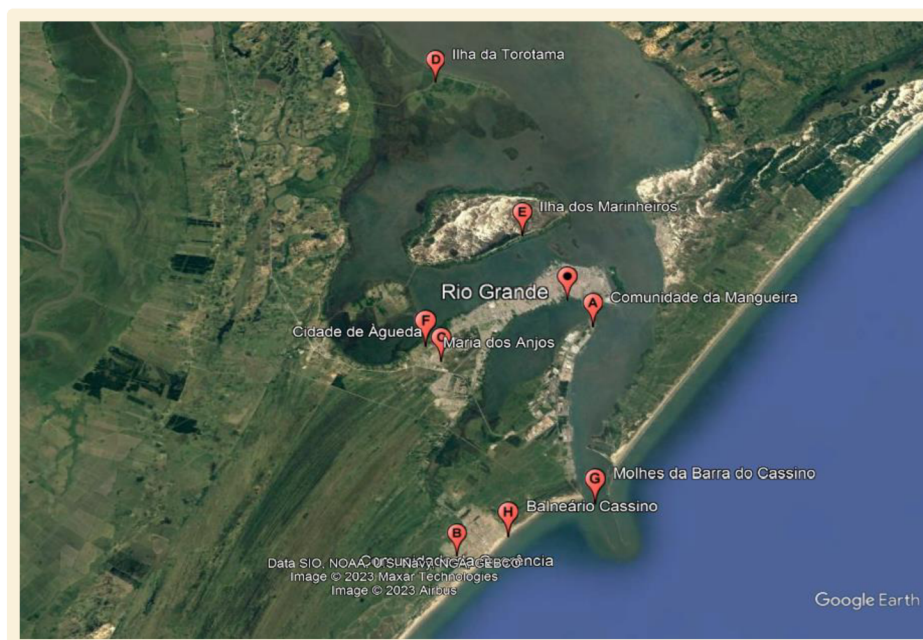 D
Ilha da Torotama
E
Ilha dos Marinheiros
Rio Grande
A
Comunidade da Mangueira
F
Cidade de Àgueda
C
Maria dos Anjos
G
Molhes da Barra do Cassino
H
Balneário Cassino
B
Data SIO, NOAA, U.S. Navy, NGA, GEBCO
Image © 2023 Maxar Technologies
Image © 2023 Airbus
Google Earth